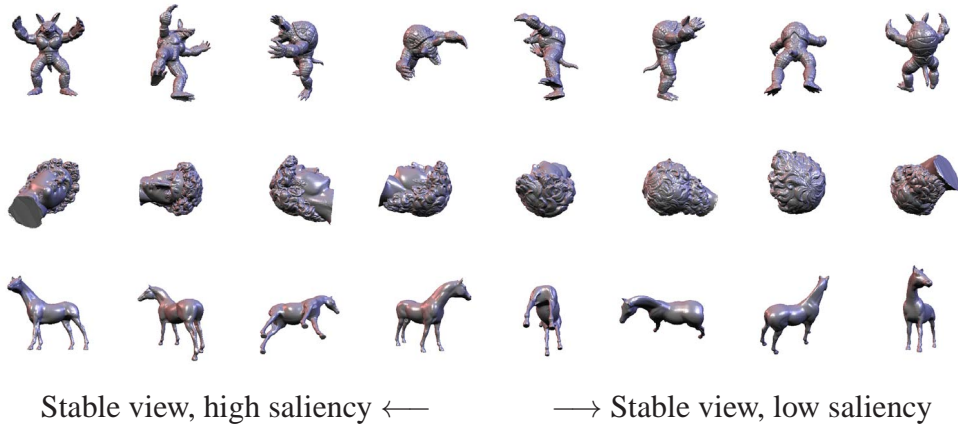 Stable view, high saliency ⟵ ⟶ Stable view, low saliency